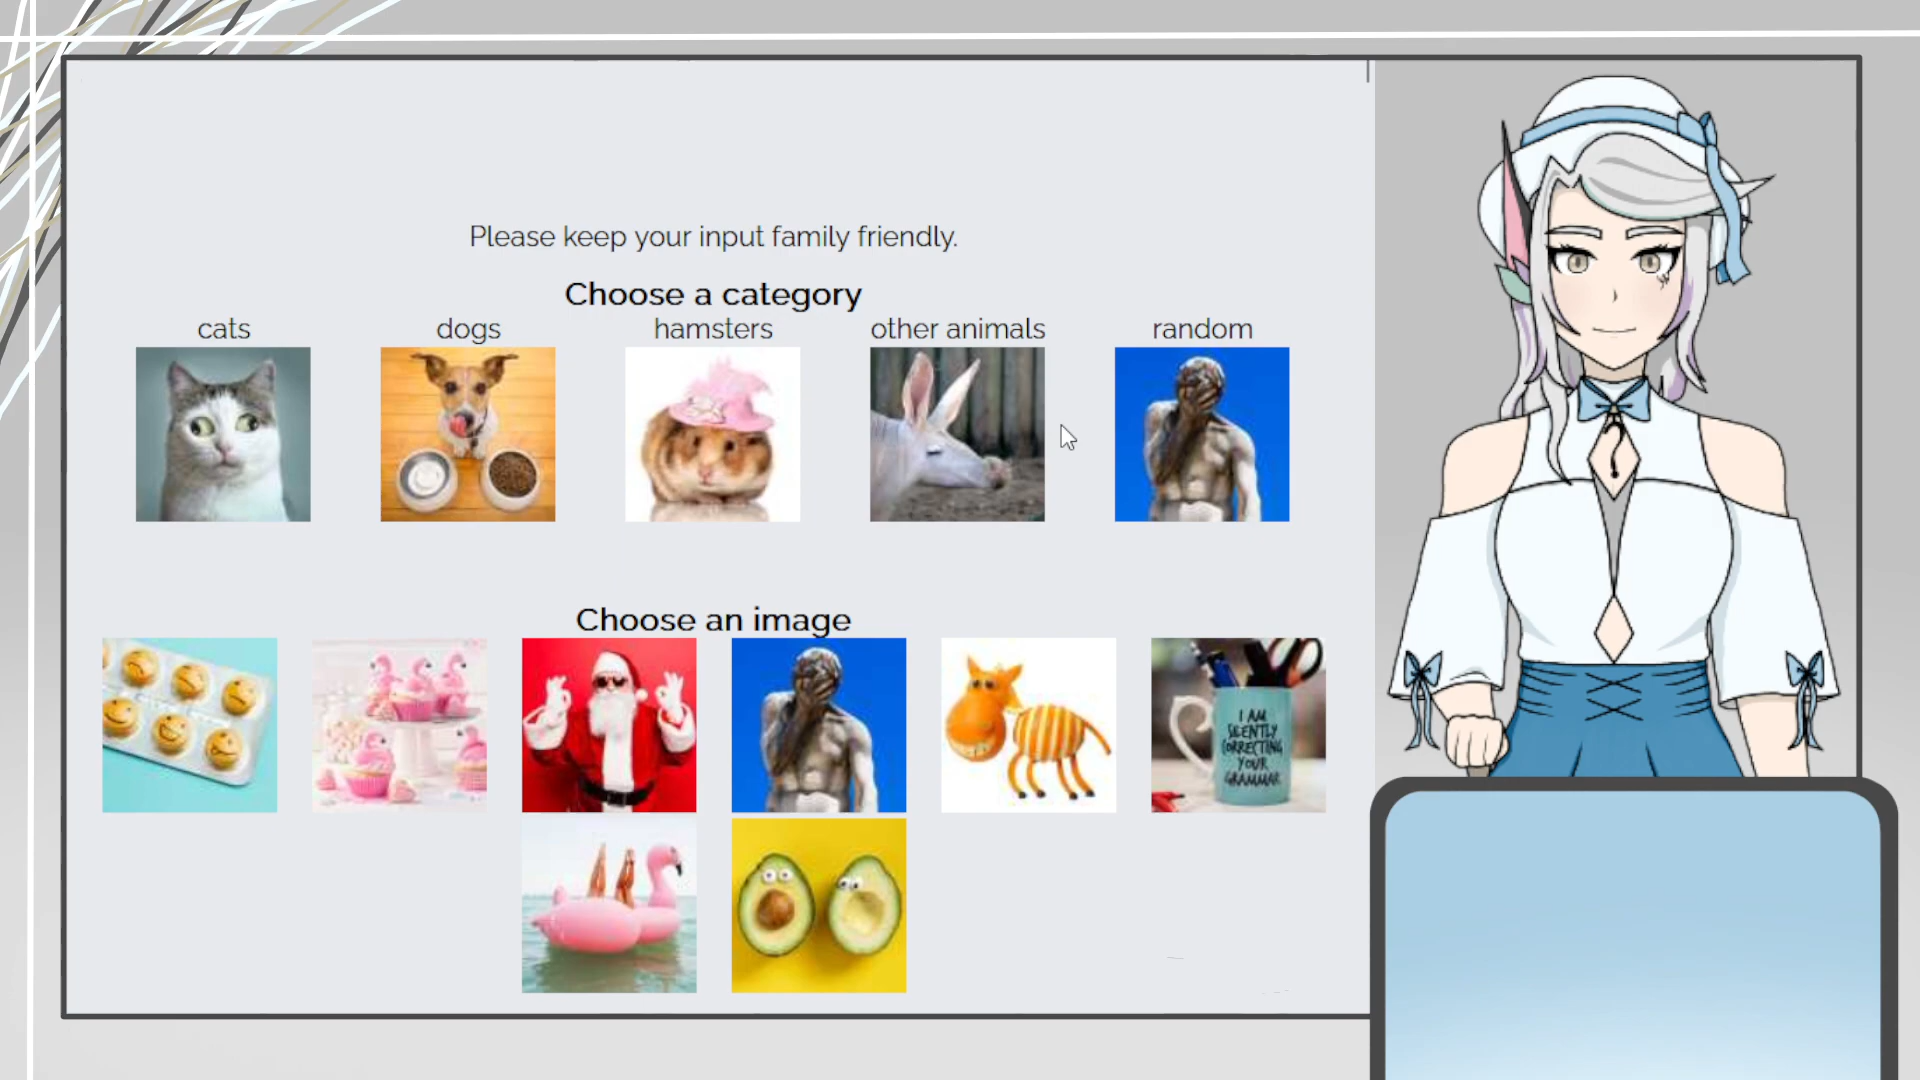 Please keep your input family friendly.
Choose a category
cats dogs hamsters other animals random
Choose an image
I AM
SILENTLY
CORRECTING
YOUR
GRAMMAR